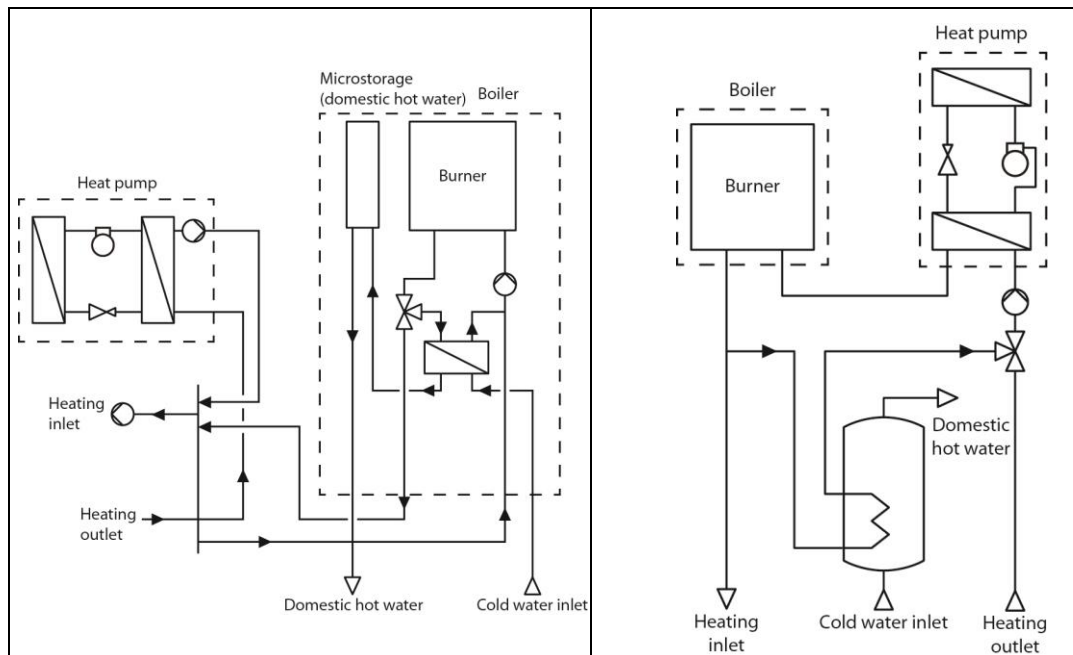 Microstorage
(domestic hot water)
Boiler
Burner
Heat pump
Heating
inlet
Heating
outlet
Domestic hot water
Cold water inlet
Heat pump
Boiler
Burner
Domestic
hot water
Heating
inlet
Cold water inlet
Heating
outlet